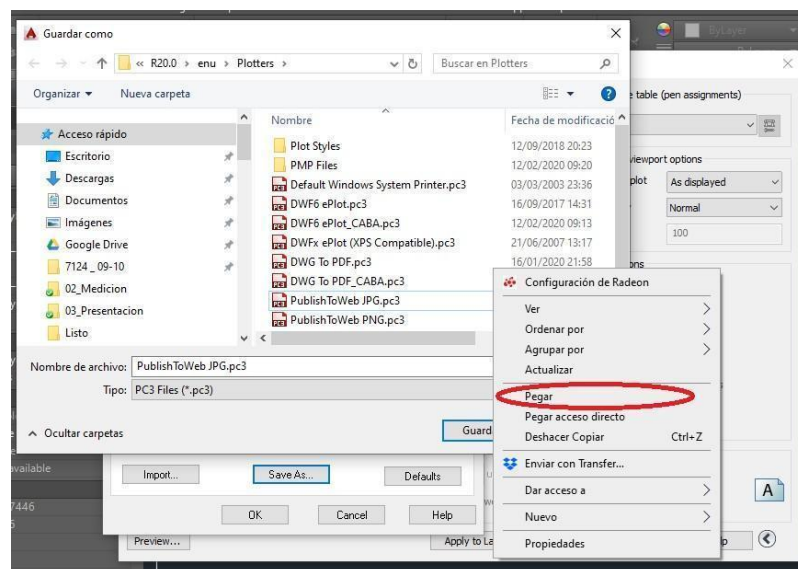 Guardar como
ByLayer
« R20.0 › enu › Plotters ›
Buscar en Plotters
Organizar
Nueva carpeta
e table (pen assignments)
Nombre
Fecha de modificació
Acceso rápido
Escritorio
Descargas
Documentos
Imágenes
Google Drive
7124 _ 09-10
02_Medicion
03_Presentacion
Listo
Plot Styles 12/09/2018 20:23
PMP Files 12/02/2020 09:20
Default Windows System Printer.pc3 03/03/2003 23:36
DWF6 ePlot.pc3 16/09/2017 14:31
DWF6 ePlot_CABA.pc3 12/02/2020 09:13
DWFx ePlot (XPS Compatible).pc3 21/06/2007 13:17
DWG To PDF.pc3 16/01/2020 21:58
DWG To PDF_CABA.pc3
PublishToWeb JPG.pc3
PublishToWeb PNG.pc3
viewport options
plot As displayed
Normal
100
ons
Nombre de archivo: PublishToWeb JPG.pc3
Tipo: PC3 Files (*.pc3)
Ocultar carpetas
Guard
Configuración de Radeon
Ver
Ordenar por
Agrupar por
Actualizar
Pegar
Pegar acceso directo
Deshacer Copiar Ctrl+Z
Enviar con Transfer...
Dar acceso a
Nuevo
Propiedades
available
7446
Import... Save As... Defaults
OK Cancel Help
Preview... Apply to La
A